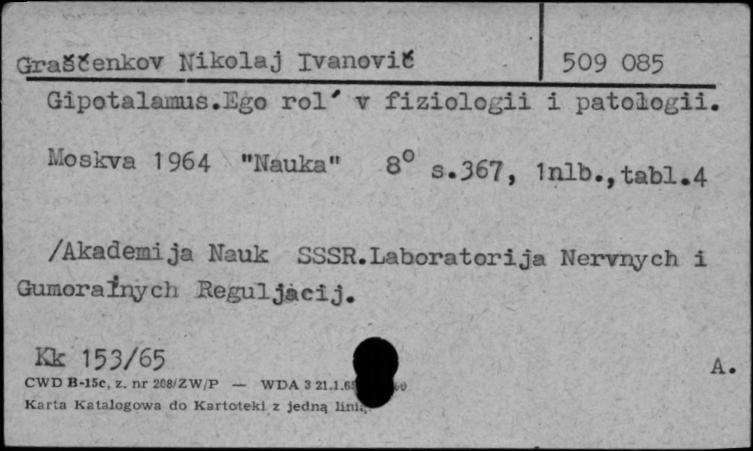 Graščenkov Nikolaj Ivanovič 509 085
Gipotalamus.Ego rol' v fiziologii i patologii.
Moskva 1964 "Nauka" 8° s.367, 1nlb.,tabl.4
/Akademija Nauk SSSR.Laboratorija Nervnych i
Gumoral'nych Reguljacij.
Kk 153/65
A.
CWD B-15c, z. nr 208/ZW/P — WDA 3 21.1.6
Karta Katalogowa do Kartoteki z jedną linią.